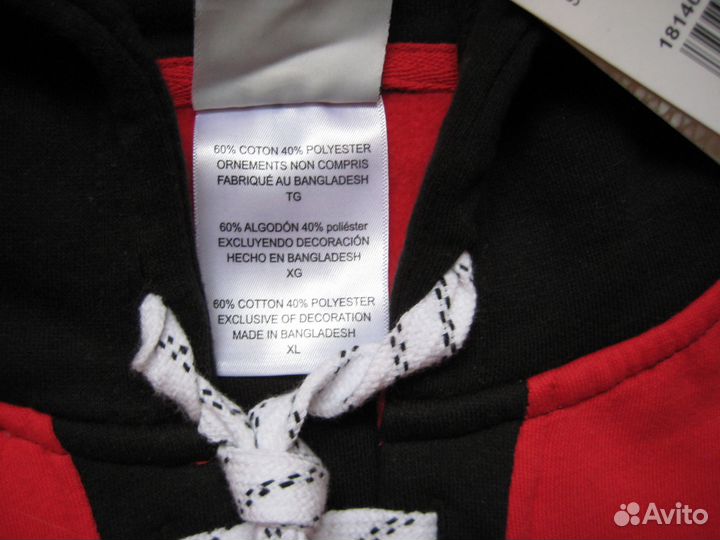 60% COTON 40% POLYESTER
ORNEMENTS NON COMPRIS
FABRIQUÉ AU BANGLADESH
TG
60% ALGODÓN 40% poliéster
EXCLUYENDO DECORACIÓN
HECHO EN BANGLADESH
XG
60% COTTON 40% POLYESTER
EXCLUSIVE OF DECORATION
MADE IN BANGLADESH
XL
Avito